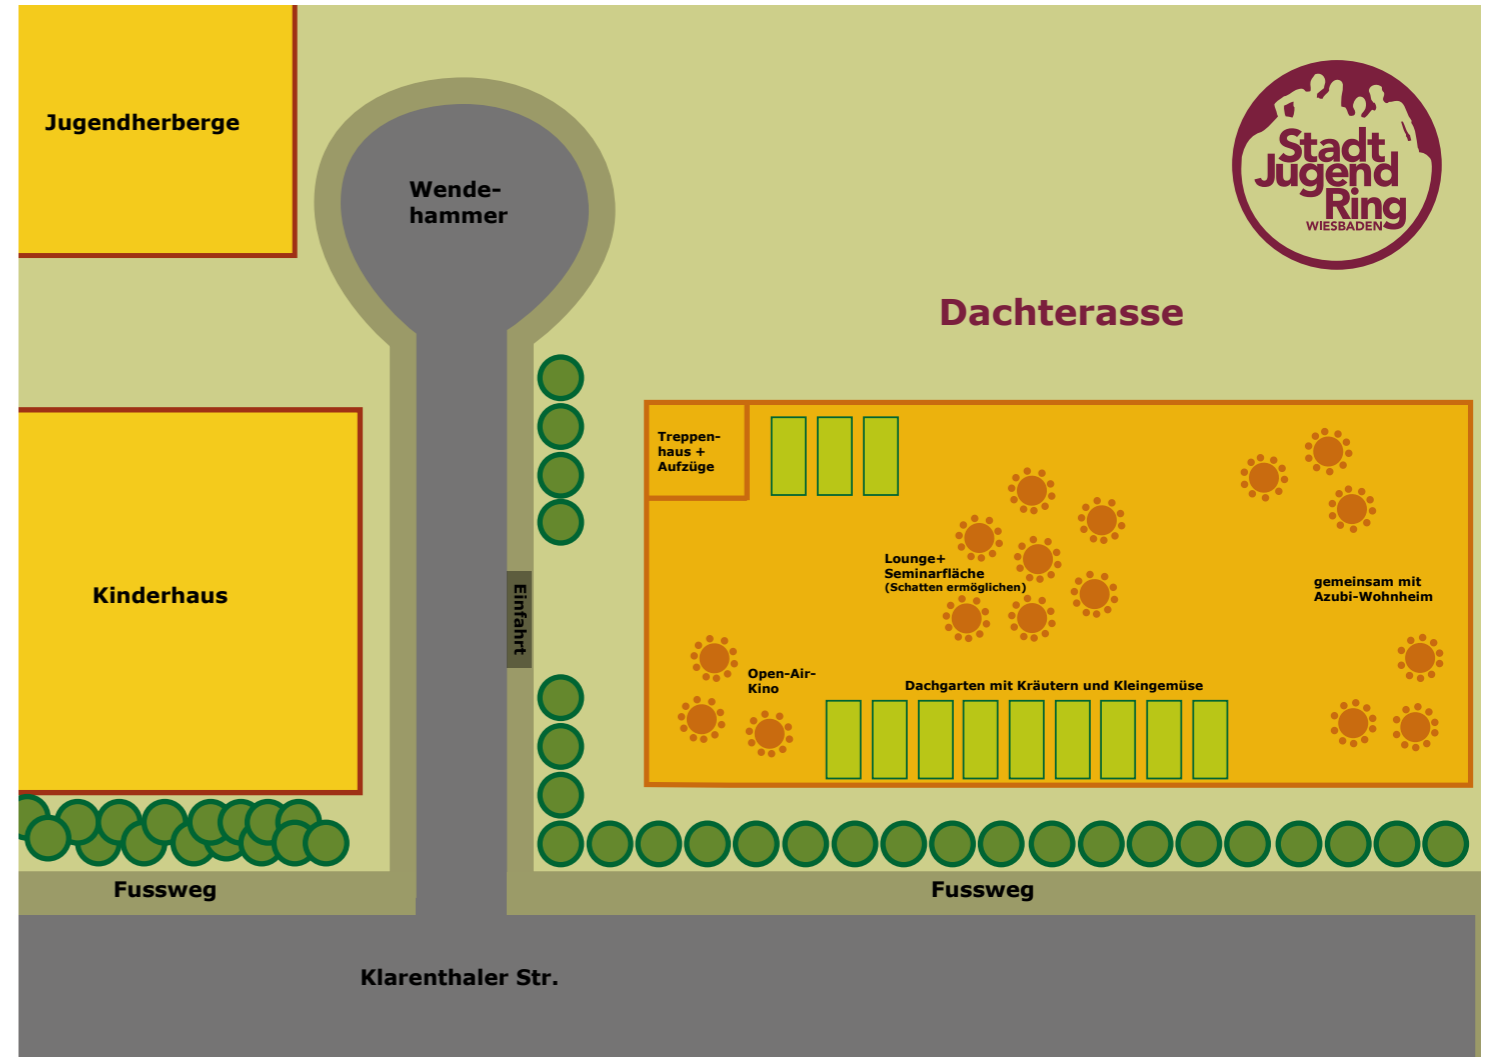 Jugendherberge
Wende-
hammer
Stadt
Jugend
Ring
WIESBADEN
Dachterasse
Treppen-
haus +
Aufzüge
Lounge+
Seminarfläche
(Schatten ermöglichen)
gemeinsam mit
Azubi-Wohnheim
Kinderhaus
Einfahrt
Open-Air-
Kino
Dachgarten mit Kräutern und Kleingemüse
Fussweg
Fussweg
Klarenthaler Str.